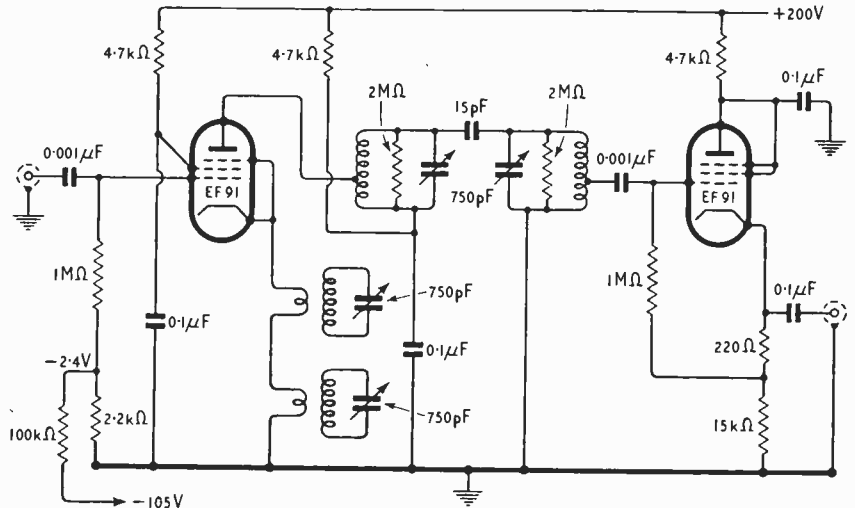 +200V
4·7kΩ
4·7kΩ
4·7kΩ
0·1μF
2MΩ
15pF
2MΩ
0·001μF
EF91
750pF
0·001μF
EF91
1MΩ
0·1μF
750pF
0·1μF
1MΩ
0·1μF
220Ω
-2·4V
100kΩ
2·2kΩ
750pF
15kΩ
-105V